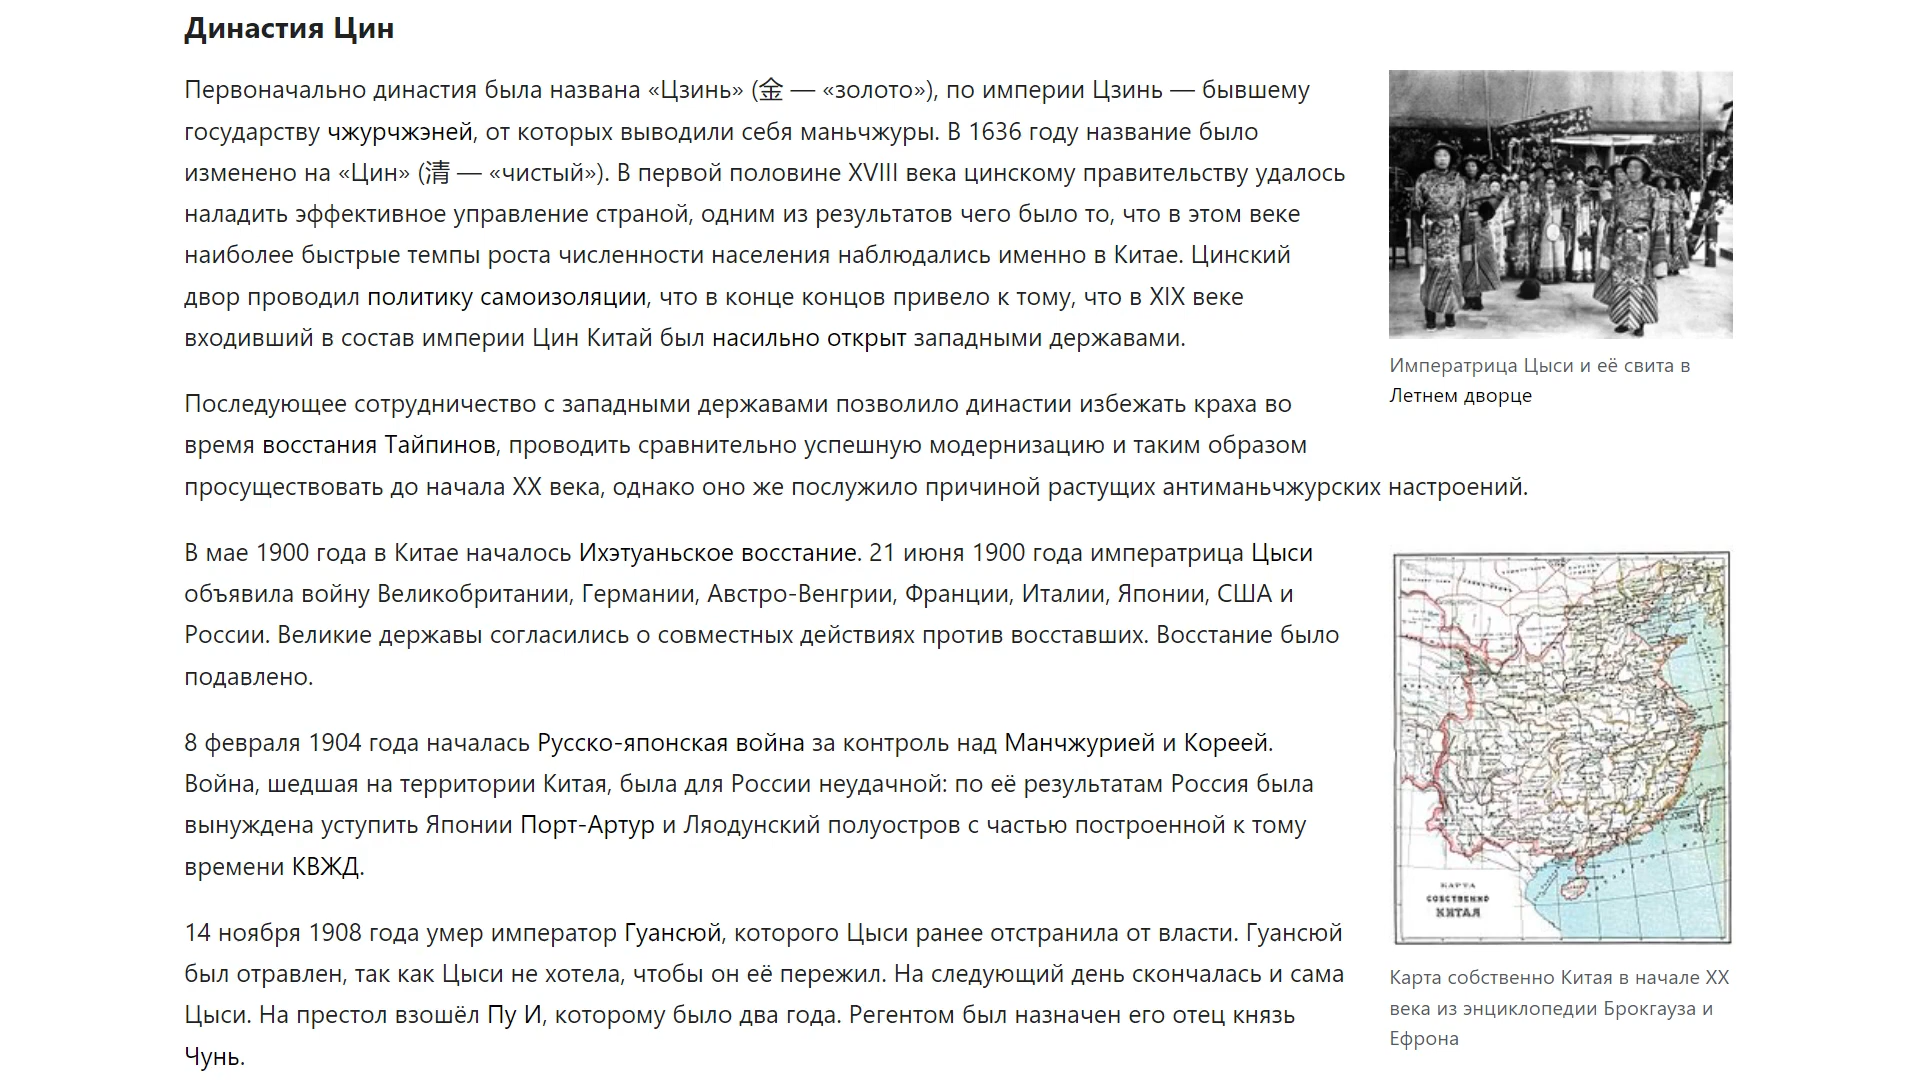 Династия Цин
Первоначально династия была названа «Цзинь» (金 — «золото»), по империи Цзинь — бывшему
государству чжурчжэней, от которых выводили себя маньчжуры. В 1636 году название было
изменено на «Цин» (清 — «чистый»). В первой половине XVIII века цинскому правительству удалось
наладить эффективное управление страной, одним из результатов чего было то, что в этом веке
наиболее быстрые темпы роста численности населения наблюдались именно в Китае. Цинский
двор проводил политику самоизоляции, что в конце концов привело к тому, что в XIX веке
входивший в состав империи Цин Китай был насильно открыт западными державами.
Императрица Цыси и её свита в
Летнем дворце
Последующее сотрудничество с западными державами позволило династии избежать краха во
время восстания Тайпинов, проводить сравнительно успешную модернизацию и таким образом
просуществовать до начала XX века, однако оно же послужило причиной растущих антиманьчжурских настроений.
В мае 1900 года в Китае началось Ихэтуаньское восстание. 21 июня 1900 года императрица Цыси
объявила войну Великобритании, Германии, Австро-Венгрии, Франции, Италии, Японии, США и
России. Великие державы согласились о совместных действиях против восставших. Восстание было
подавлено.
8 февраля 1904 года началась Русско-японская война за контроль над Манчжурией и Кореей.
Война, шедшая на территории Китая, была для России неудачной: по её результатам Россия была
вынуждена уступить Японии Порт-Артур и Ляодунский полуостров с частью построенной к тому
времени КВЖД.
14 ноября 1908 года умер император Гуансюй, которого Цыси ранее отстранила от власти. Гуансюй
был отравлен, так как Цыси не хотела, чтобы он её пережил. На следующий день скончалась и сама
Цыси. На престол взошёл Пу И, которому было два года. Регентом был назначен его отец князь
Чунь.
КАРТА
СОБСТВЕННО
КИТАЯ
Карта собственно Китая в начале XX
века из энциклопедии Брокгауза и
Ефрона